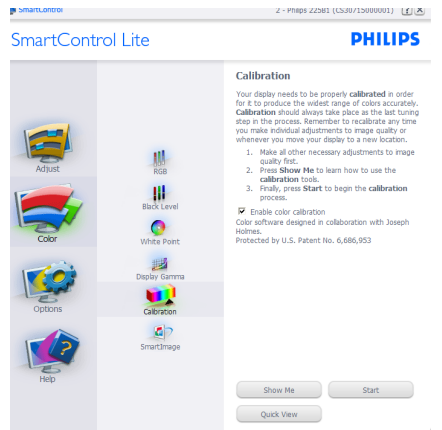 SmartControl
2 - Philips 225B1 (CS30715000001)
SmartControl Lite
PHILIPS
Adjust
Color
Options
Help
RGB
Black Level
White Point
Display Gamma
Calibration
SmartImage
Calibration
Your display needs to be properly calibrated in order
for it to produce the widest range of colors accurately.
Calibration should always take place as the last tuning
step in the process. Remember to recalibrate any time
you make individual adjustments to image quality or
whenever you move your display to a new location.
1. Make all other necessary adjustments to image
quality first.
2. Press Show Me to learn how to use the
calibration tools.
3. Finally, press Start to begin the calibration
process.
Enable color calibration
Color software designed in collaboration with Joseph
Holmes.
Protected by U.S. Patent No. 6,686,953
Show Me
Start
Quick View